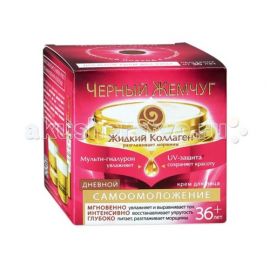 ЧЕРНЫЙ ЖЕМЧУГ
Жидкий Коллаген
разглаживает морщины
Мульти-гиалурон
увлажняет
UV-защита
сохраняет красоту
ДНЕВНОЙ
крем для лица
САМООМОЛОЖЕНИЕ
МГНОВЕННО увлажняет и выравнивает тон
ИНТЕНСИВНО восстанавливает упругость
ГЛУБОКО питает, разглаживает морщины
36+
лет